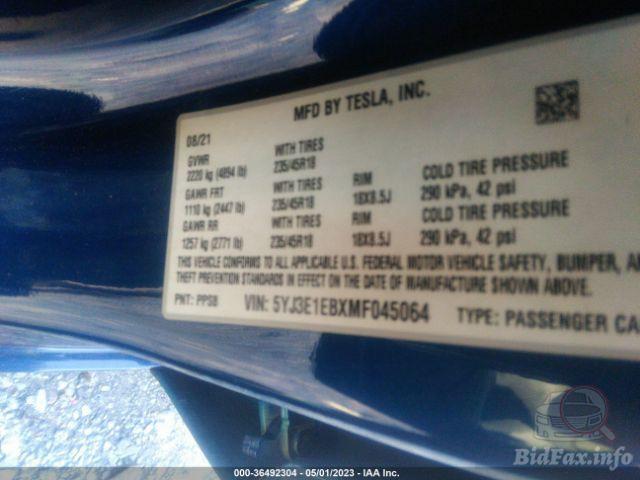 MFD BY TESLA, INC.
08/21
GVWR WITH TIRES
2220 kg (4894 lb) 235/45R18 RIM COLD TIRE PRESSURE
GAWR FRT WITH TIRES 18X8.5J 290 kPa, 42 psi
1110 kg (2447 lb) 235/45R18 RIM COLD TIRE PRESSURE
GAWR RR WITH TIRES 18X8.5J 290 kPa, 42 psi
1257 kg (2771 lb) 235/45R18
THIS VEHICLE CONFORMS TO ALL APPLICABLE U.S. FEDERAL MOTOR VEHICLE SAFETY, BUMPER, A
THEFT PREVENTION STANDARDS IN EFFECT ON THE DATE OF MANUFACTURE SHOWN ABOVE.
PNT: PPSB VIN: 5YJ3E1EBXMF045064 TYPE: PASSENGER CA
000-36492304 - 05/01/2023 - IAA Inc.
BidFax.info